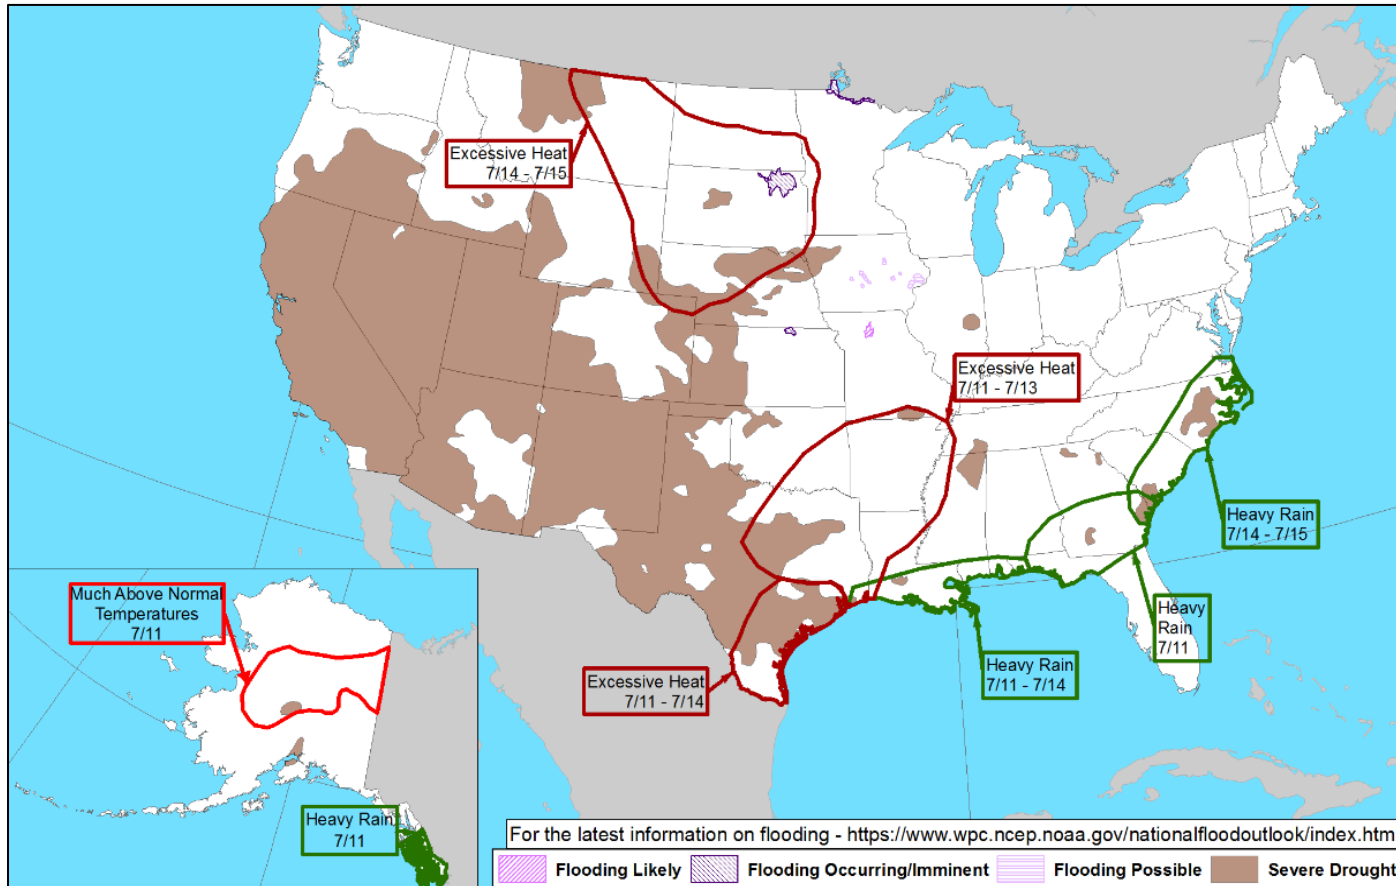 Excessive Heat
7/14 - 7/15
Excessive Heat
7/11 - 7/13
Heavy Rain
7/14 - 7/15
Much Above Normal
Temperatures
7/11
Heavy
Rain
7/11
Excessive Heat
7/11 - 7/14
Heavy Rain
7/11 - 7/14
Heavy Rain
7/11
For the latest information on flooding - https://www.wpc.ncep.noaa.gov/nationalfloodoutlook/index.htm
Flooding Likely
Flooding Occurring/Imminent
Flooding Possible
Severe Drought